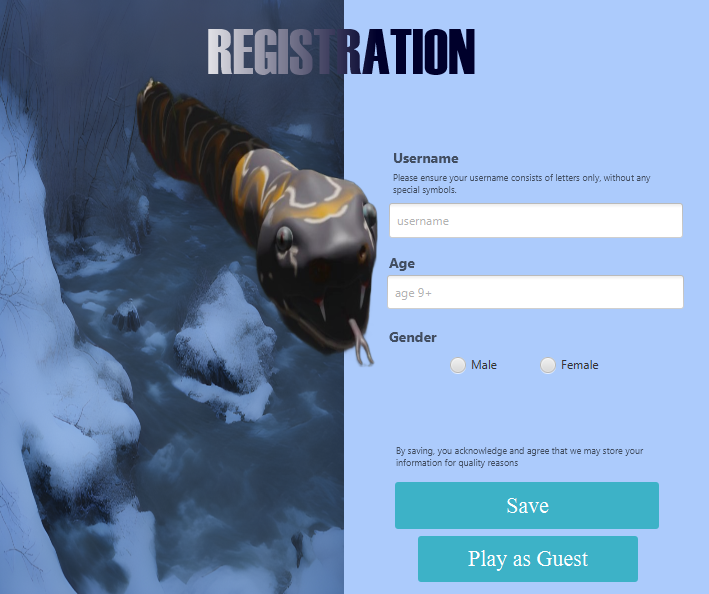 REGISTRATION
Username
Please ensure your username consists of letters only, without any
special symbols.
username
Age
age 9+
Gender
Male Female
By saving, you acknowledge and agree that we may store your
information for quality reasons
Save
Play as Guest